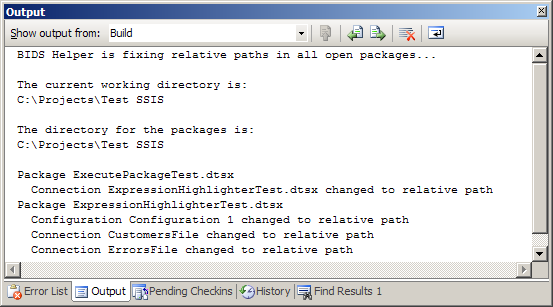 Output
Show output from: Build
BIDS Helper is fixing relative paths in all open packages...
The current working directory is:
C:\Projects\Test SSIS
The directory for the packages is:
C:\Projects\Test SSIS
Package ExecutePackageTest.dtsx
Connection ExpressionHighlighterTest.dtsx changed to relative path
Package ExpressionHighlighterTest.dtsx
Configuration Configuration 1 changed to relative path
Connection CustomersFile changed to relative path
Connection ErrorsFile changed to relative path
Error List Output Pending Checkins History Find Results 1